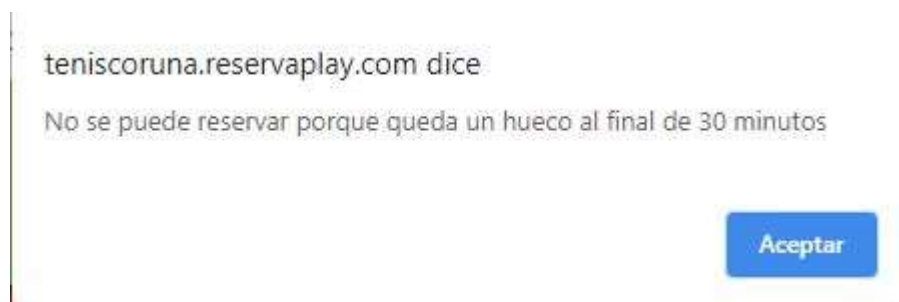 teniscoruna.reservaplay.com dice
No se puede reservar porque queda un hueco al final de 30 minutos
Aceptar